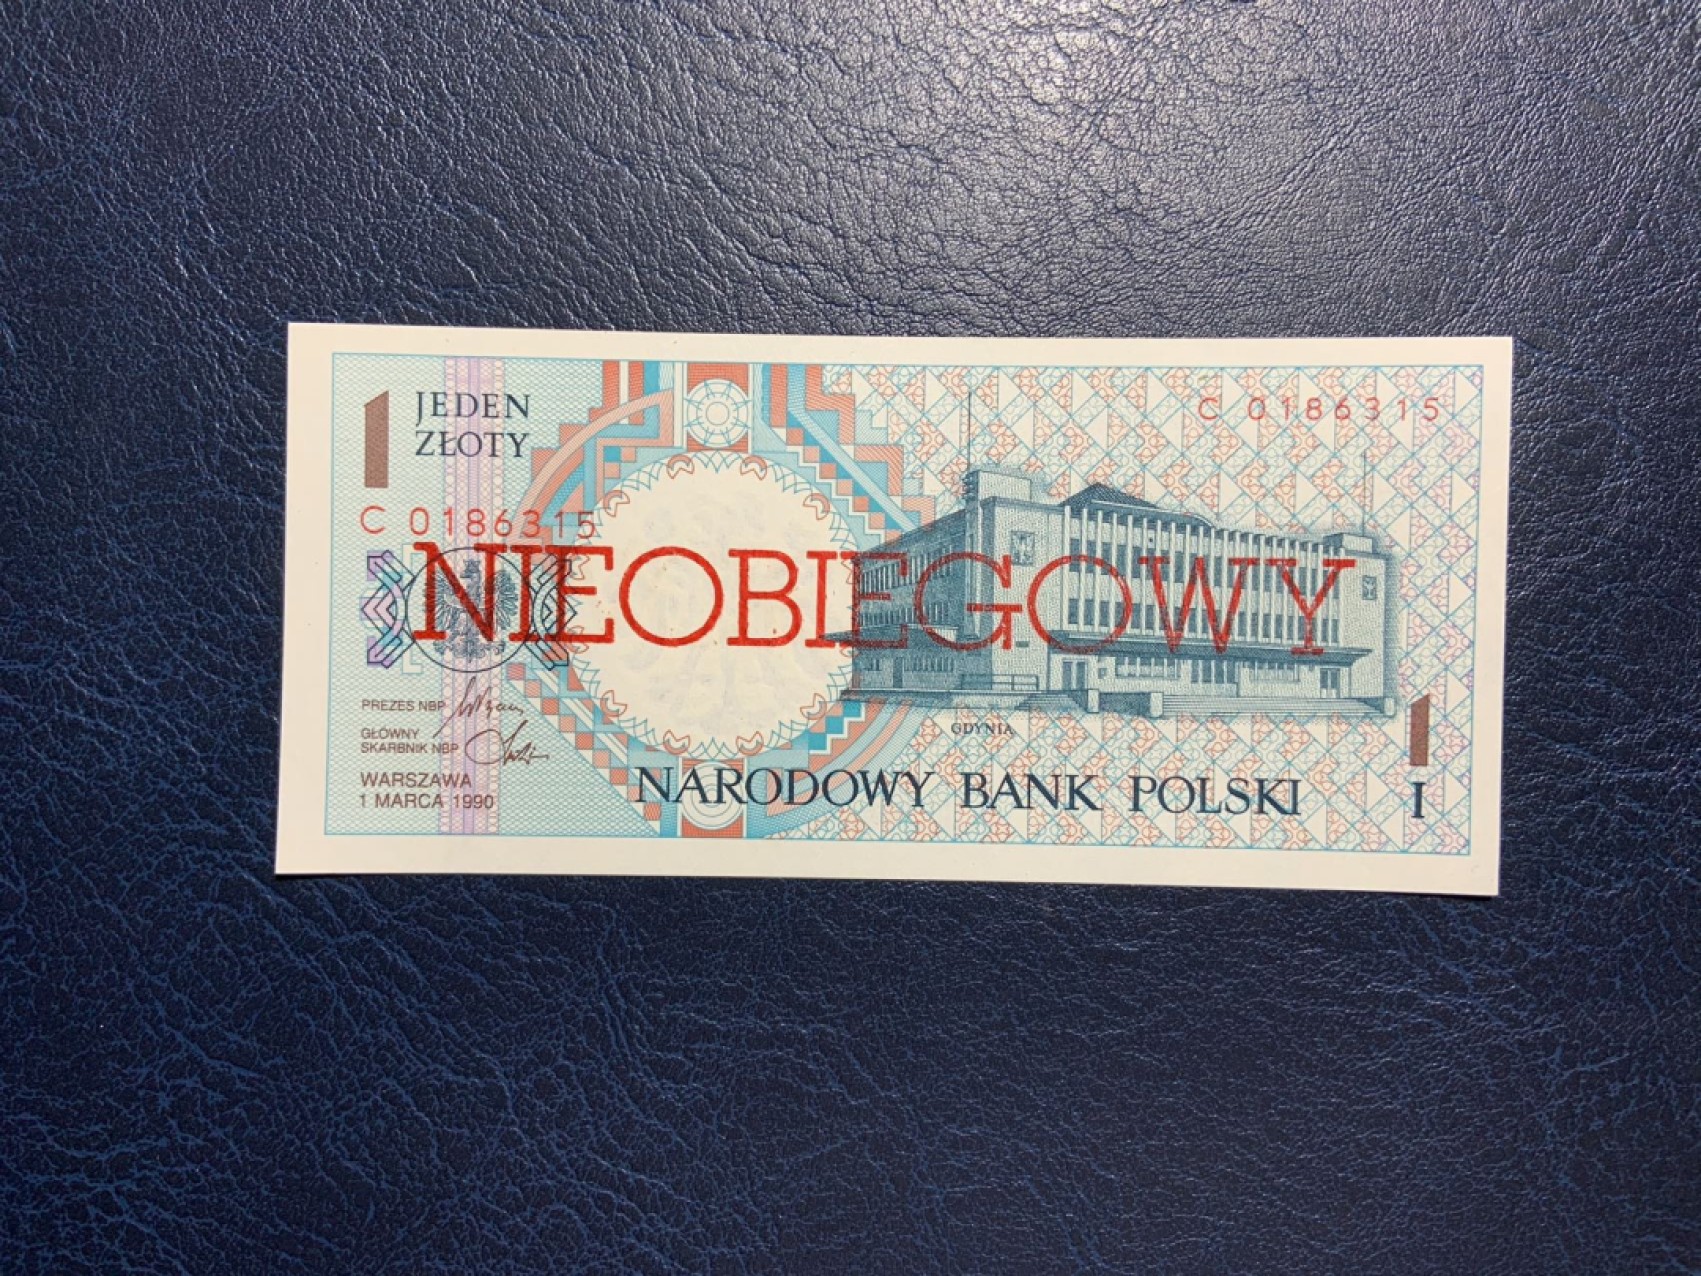 1 JEDEN
ZŁOTY
C 0186315
C 0186315
NIEOBIEGOWY
PREZES NBP
GŁÓWNY
SKARBNIK NBP
WARSZAWA
1 MARCA 1990
GDYNIA
NARODOWY BANK POLSKI
1
I